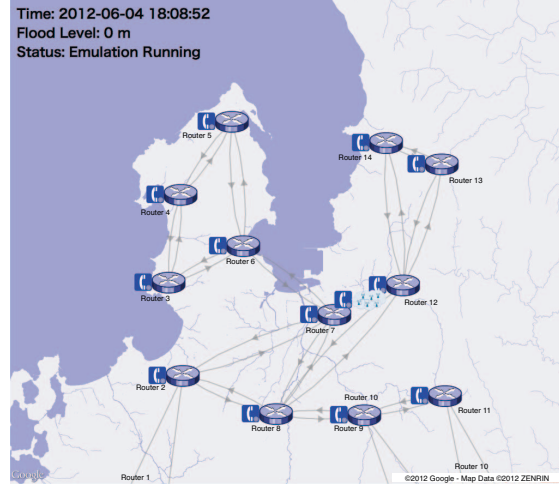 Time: 2012-06-04 18:08:52
Flood Level: 0 m
Status: Emulation Running
Router 5
Router 14
Router 13
Router 4
Router 6
Router 3
Router 12
Router 7
Router 2
Router 10
Router 11
Router 8
Router 9
Router 10
Router 1
Google
©2012 Google - Map Data ©2012 ZENRIN